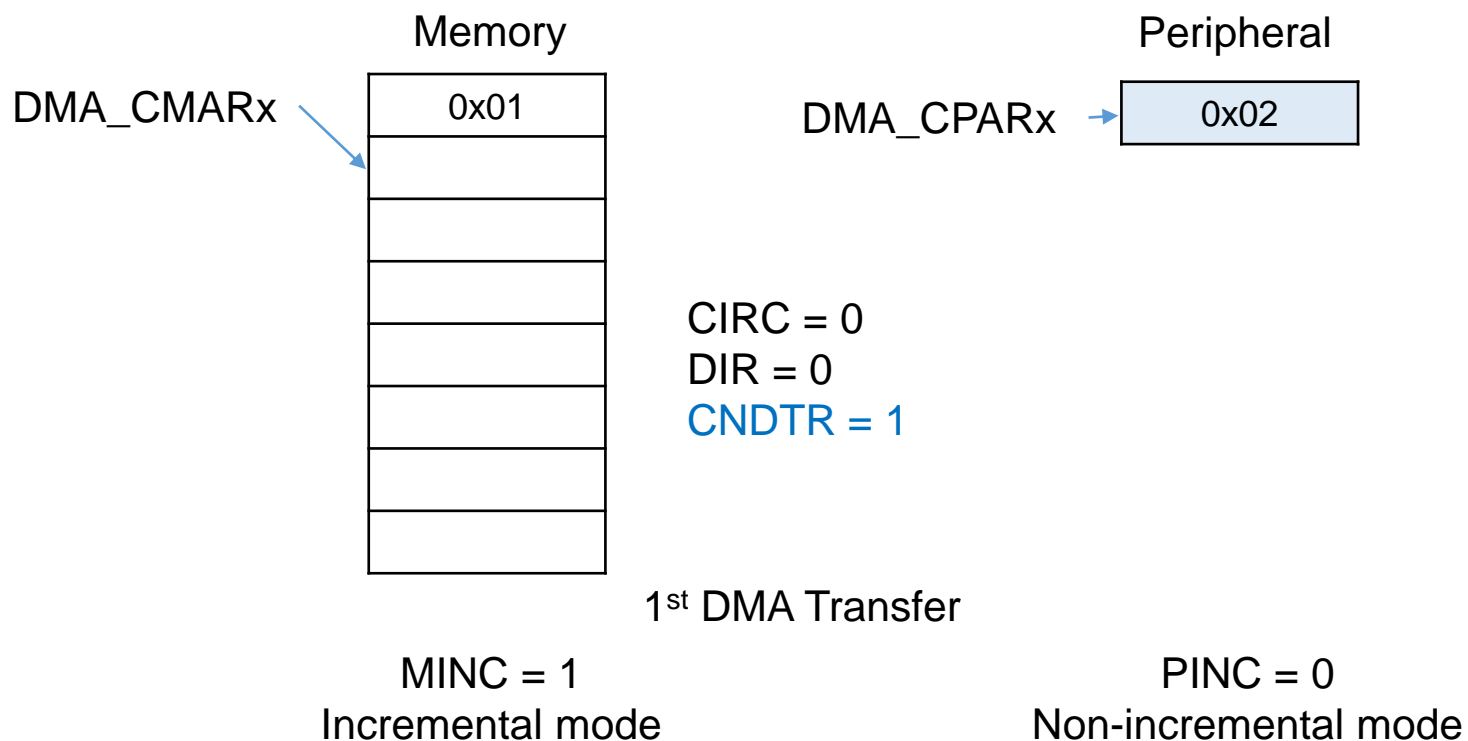 Memory
Peripheral
DMA_CMARx
0x01
DMA_CPARx
0x02
CIRC = 0
DIR = 0
CNDTR = 1
1st DMA Transfer
MINC = 1
Incremental mode
PINC = 0
Non-incremental mode